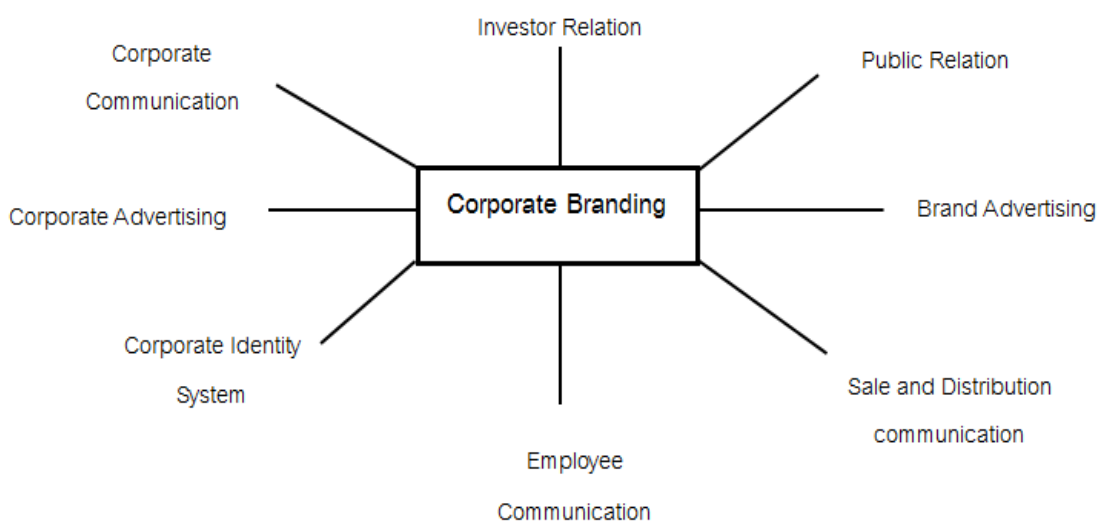 Investor Relation
Corporate
Communication
Public Relation
Corporate Branding
Corporate Advertising
Brand Advertising
Corporate Identity
System
Sale and Distribution
communication
Employee
Communication